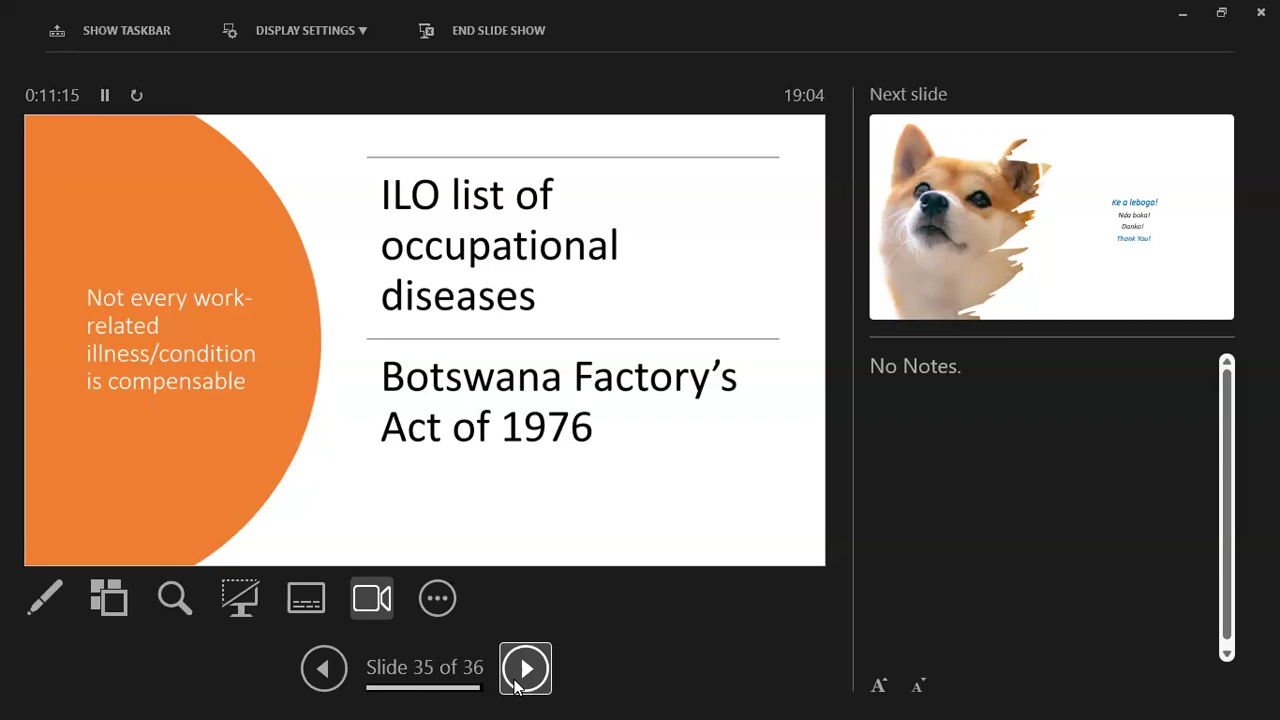 SHOW TASKBAR
DISPLAY SETTINGS ▼
END SLIDE SHOW
0:11:15
19:04
Not every work-
related
illness/condition
is compensable
ILO list of
occupational
diseases
Botswana Factory’s
Act of 1976
Slide 35 of 36
Next slide
Ke a leboga!
Nda boka!
Danko!
Thank You!
No Notes.
A
A